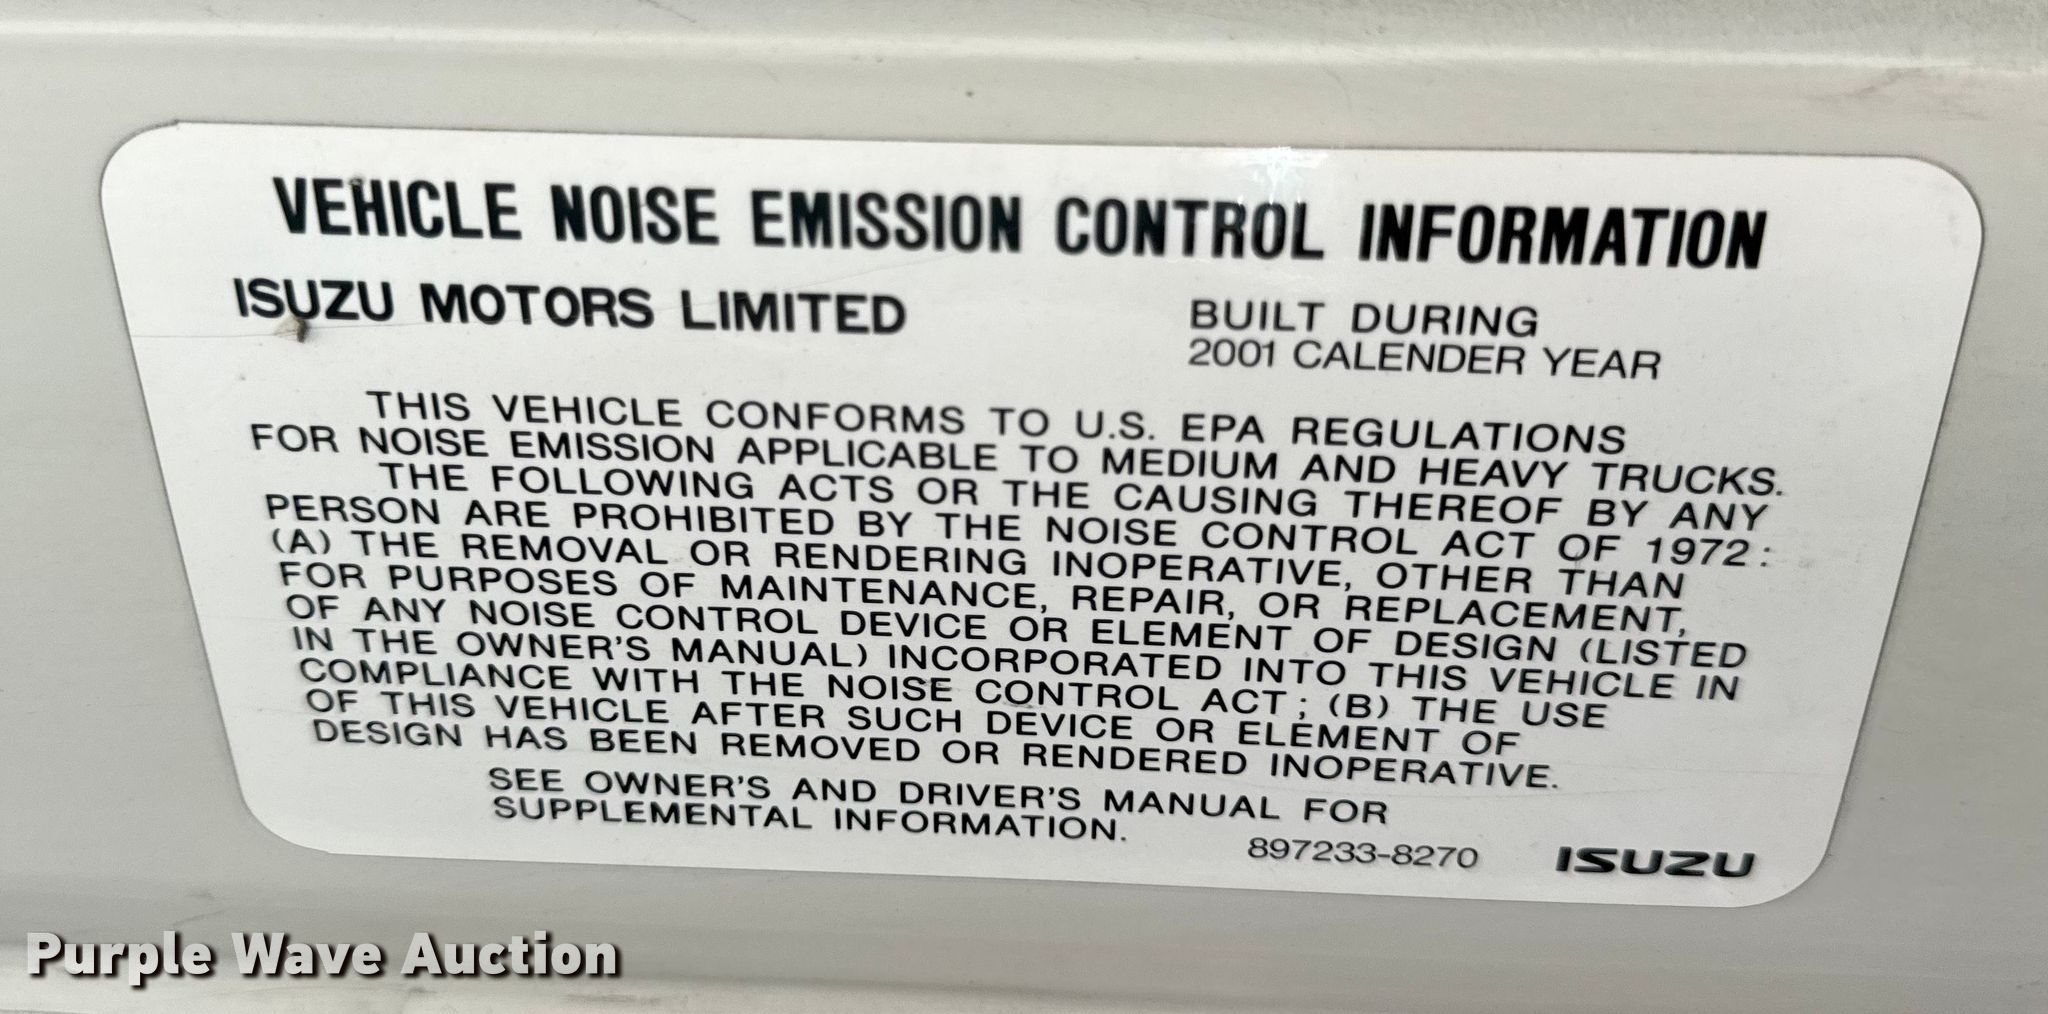 VEHICLE NOISE EMISSION CONTROL INFORMATION
ISUZU MOTORS LIMITED
BUILT DURING
2001 CALENDER YEAR
THIS VEHICLE CONFORMS TO U.S. EPA REGULATIONS
FOR NOISE EMISSION APPLICABLE TO MEDIUM AND HEAVY TRUCKS.
THE FOLLOWING ACTS OR THE CAUSING THEREOF BY ANY
PERSON ARE PROHIBITED BY THE NOISE CONTROL ACT OF 1972:
(A) THE REMOVAL OR RENDERING INOPERATIVE, OTHER THAN
FOR PURPOSES OF MAINTENANCE, REPAIR, OR REPLACEMENT,
OF ANY NOISE CONTROL DEVICE OR ELEMENT OF DESIGN (LISTED
IN THE OWNER'S MANUAL) INCORPORATED INTO THIS VEHICLE IN
COMPLIANCE WITH THE NOISE CONTROL ACT; (B) THE USE
OF THIS VEHICLE AFTER SUCH DEVICE OR ELEMENT OF
DESIGN HAS BEEN REMOVED OR RENDERED INOPERATIVE.
SEE OWNER'S AND DRIVER'S MANUAL FOR
SUPPLEMENTAL INFORMATION.
897233-8270
ISUZU
Purple Wave Auction